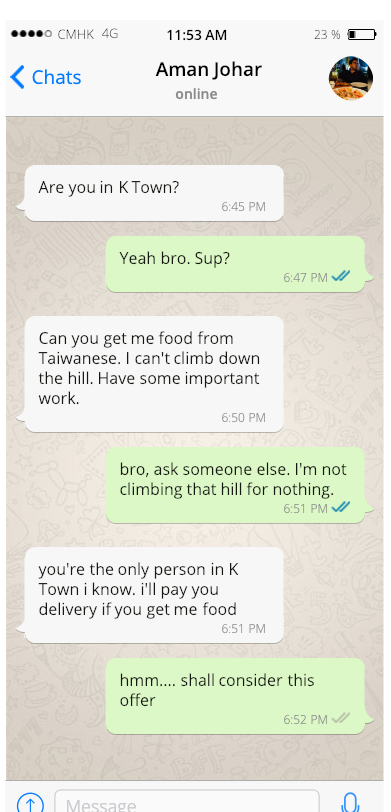 CMHK 4G 11:53 AM 23 %
Chats
Aman Johar
online
Are you in K Town?
6:45 PM
Yeah bro. Sup?
6:47 PM
Can you get me food from
Taiwanese. I can't climb down
the hill. Have some important
work.
6:50 PM
bro, ask someone else. I'm not
climbing that hill for nothing.
6:51 PM
you're the only person in K
Town i know. i'll pay you
delivery if you get me food
6:51 PM
hmm.... shall consider this
offer
6:52 PM
Message